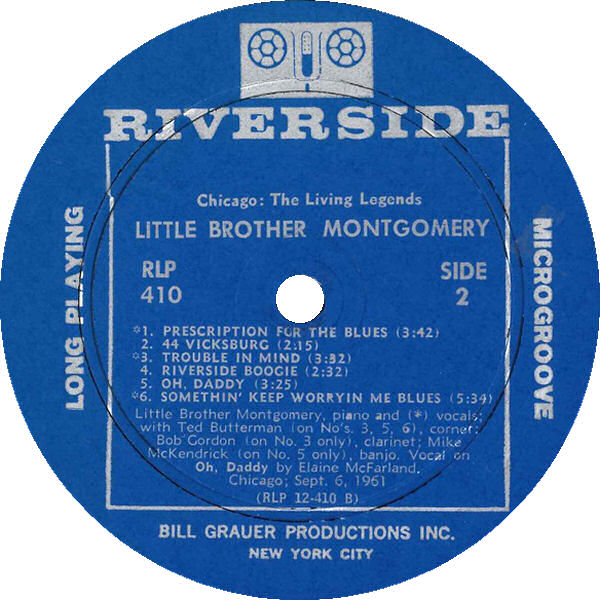 RIVERSIDE
Chicago: The Living Legends
LITTLE BROTHER MONTGOMERY
RLP
410
SIDE
2
LONG PLAYING
MICROGROOVE
*1. PRESCRIPTION FOR THE BLUES (3:42)
2. 44 VICKSBURG (2:15)
*3. TROUBLE IN MIND (3:32)
4. RIVERSIDE BOOGIE (2:32)
5. OH, DADDY (3:25)
*6. SOMETHIN' KEEP WORRYIN ME BLUES (5:34)
Little Brother Montgomery, piano and (*) vocals;
with Ted Butterman (on No's. 3, 5, 6), cornet;
Bob Gordon (on No. 3 only), clarinet; Mike
McKendrick (on No. 5 only), banjo. Vocal on
Oh, Daddy by Elaine McFarland.
Chicago; Sept. 6, 1961
(RLP 12-410 B)
BILL GRAUER PRODUCTIONS INC.
NEW YORK CITY